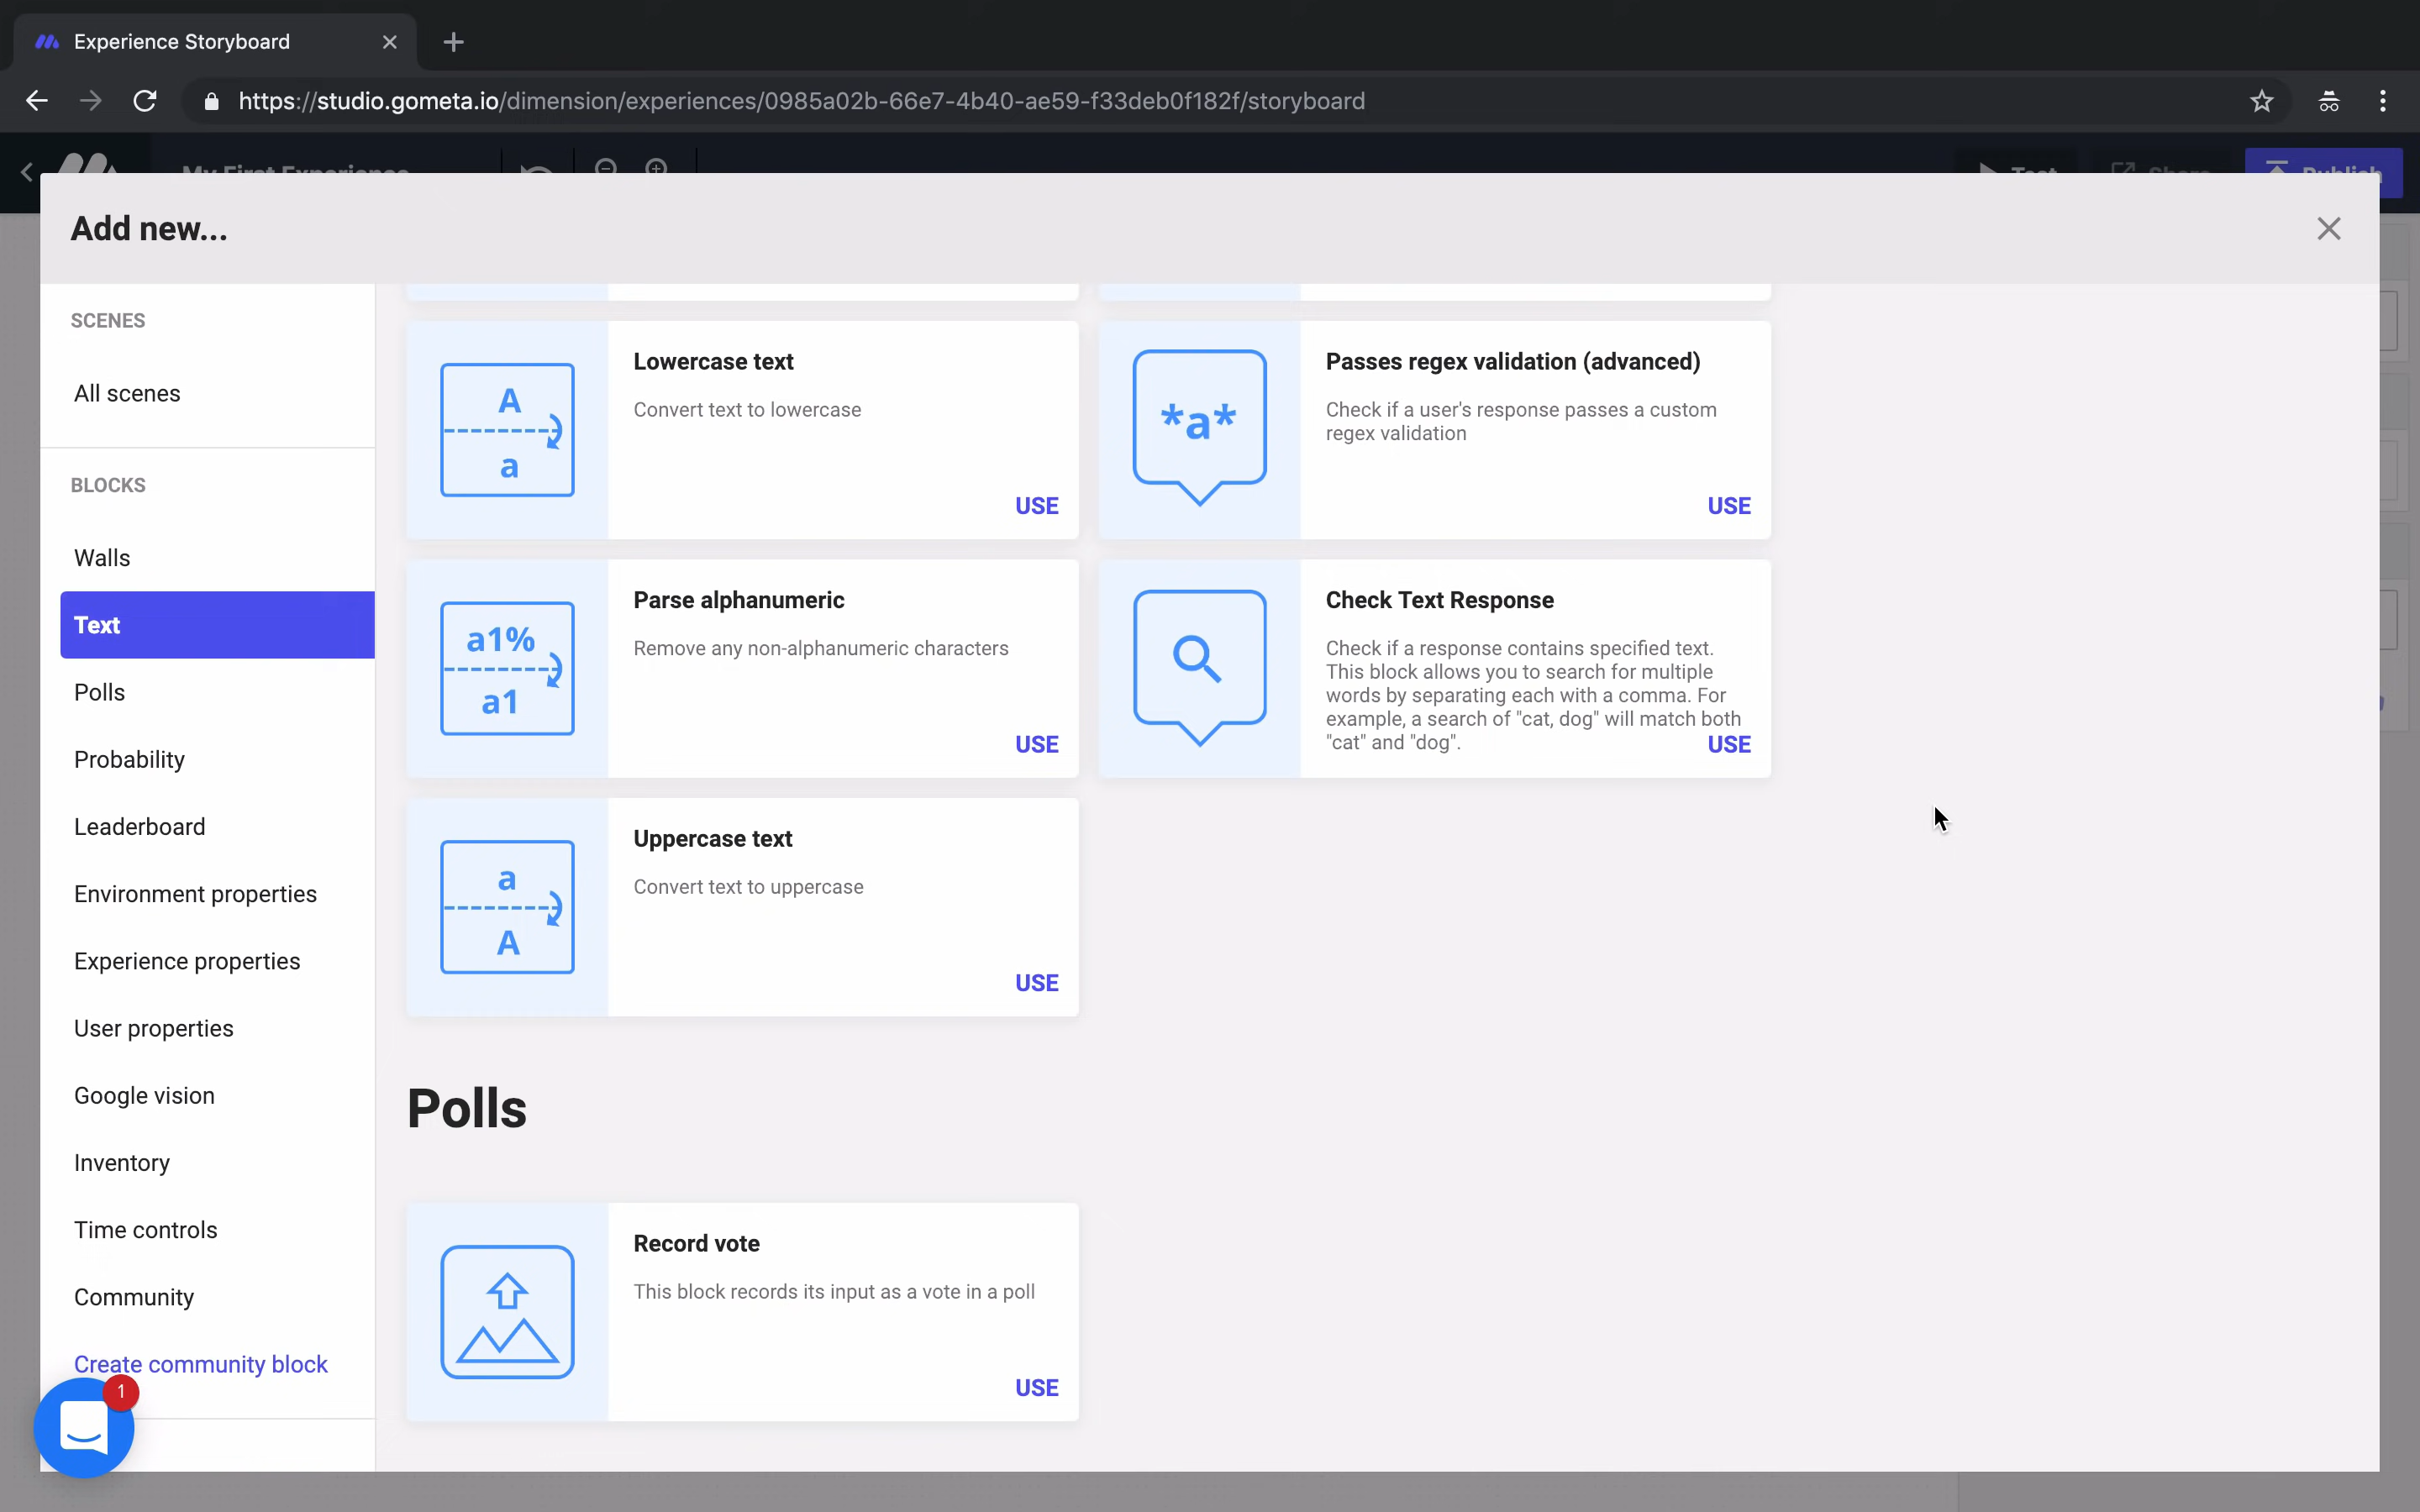 Experience Storyboard
https://studio.gometa.io/dimension/experiences/0985a02b-66e7-4b40-ae59-f33deb0f182f/storyboard
My First Experience
Test
Share
Publish
Add new...
SCENES
All scenes
BLOCKS
Walls
Text
Polls
Probability
Leaderboard
Environment properties
Experience properties
User properties
Google vision
Inventory
Time controls
Community
Create community block
1
A
a
Lowercase text
Convert text to lowercase
USE
*a*
Passes regex validation (advanced)
Check if a user's response passes a custom
regex validation
USE
a1%
a1
Parse alphanumeric
Remove any non-alphanumeric characters
USE
Check Text Response
Check if a response contains specified text.
This block allows you to search for multiple
words by separating each with a comma. For
example, a search of "cat, dog" will match both
"cat" and "dog".
USE
a
A
Uppercase text
Convert text to uppercase
USE
Polls
Record vote
This block records its input as a vote in a poll
USE